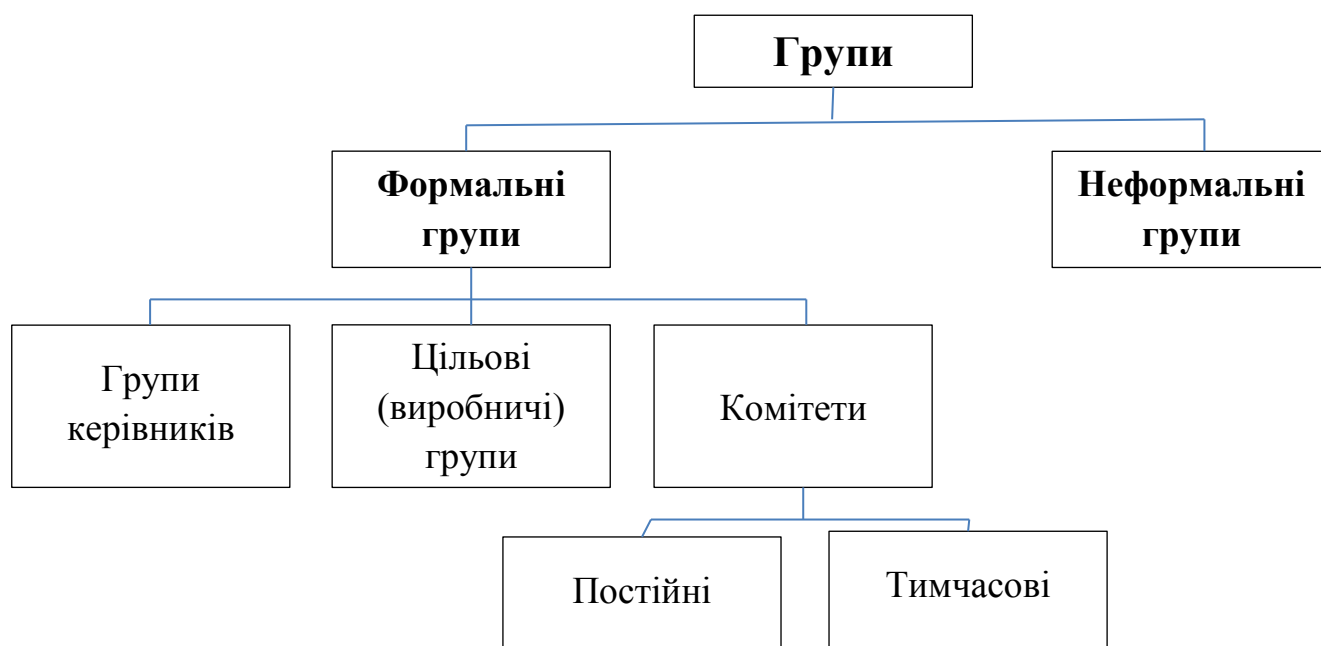 Групи
Формальні
групи
Неформальні
групи
Групи
керівників
Цільові
(виробничі)
групи
Комітети
Постійні
Тимчасові